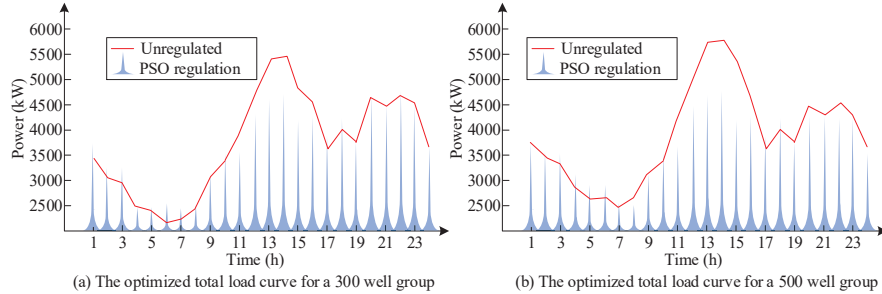 6000
5500
5000
4500
4000
3500
3000
2500
Power (kW)
Unregulated
PSO regulation
1 3 5 7 9 11 13 15 17 19 21 23
Time (h)
(a) The optimized total load curve for a 300 well group
6000
5500
5000
4500
4000
3500
3000
2500
Power (kW)
Unregulated
PSO regulation
1 3 5 7 9 11 13 15 17 19 21 23
Time (h)
(b) The optimized total load curve for a 500 well group